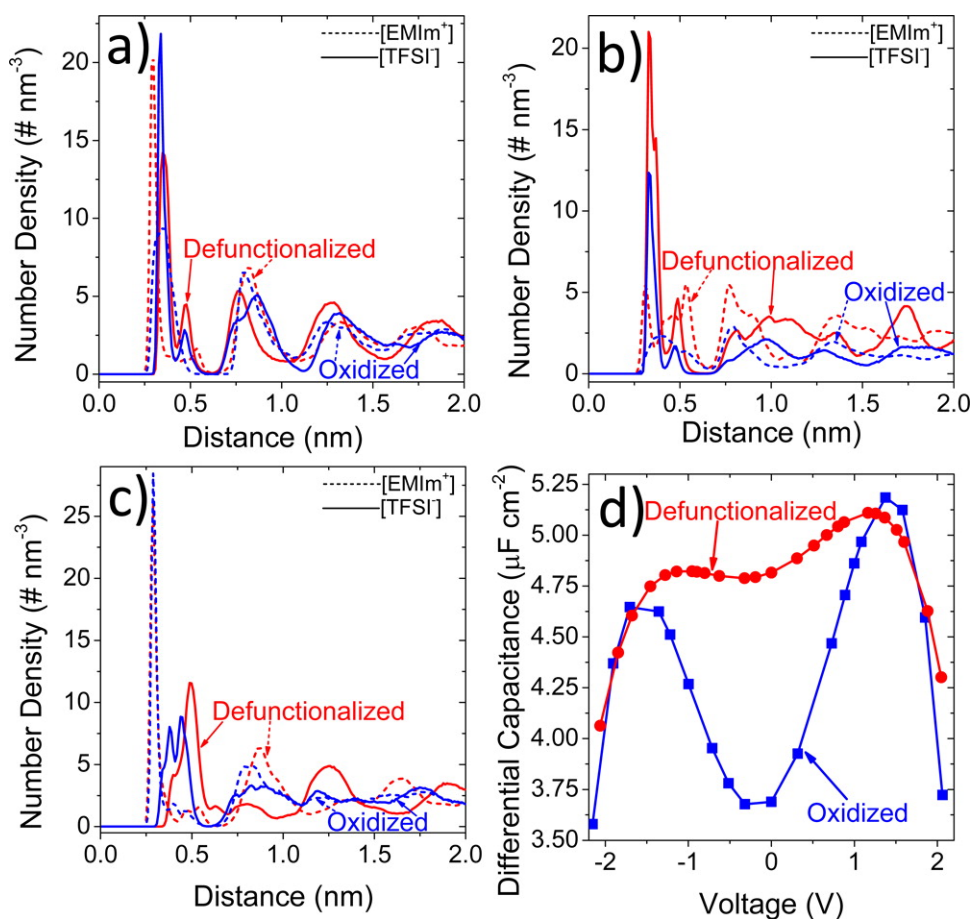 a)
[EMIm+]
[TFSI-]
Number Density (# nm-3)
20
15
10
5
0
Defunctionalized
Oxidized
0.0 0.5 1.0 1.5 2.0
Distance (nm)
b)
[EMIm+]
[TFSI-]
Number Density (# nm-3)
20
15
10
5
0
Defunctionalized
Oxidized
0.0 0.5 1.0 1.5 2.0
Distance (nm)
c)
[EMIm+]
[TFSI-]
Number Density (# nm-3)
25
20
15
10
5
0
Defunctionalized
Oxidized
0.0 0.5 1.0 1.5 2.0
Distance (nm)
d)
Differential Capacitance (μF cm-2)
5.25
5.00
4.75
4.50
4.25
4.00
3.75
3.50
Defunctionalized
Oxidized
-2 -1 0 1 2
Voltage (V)